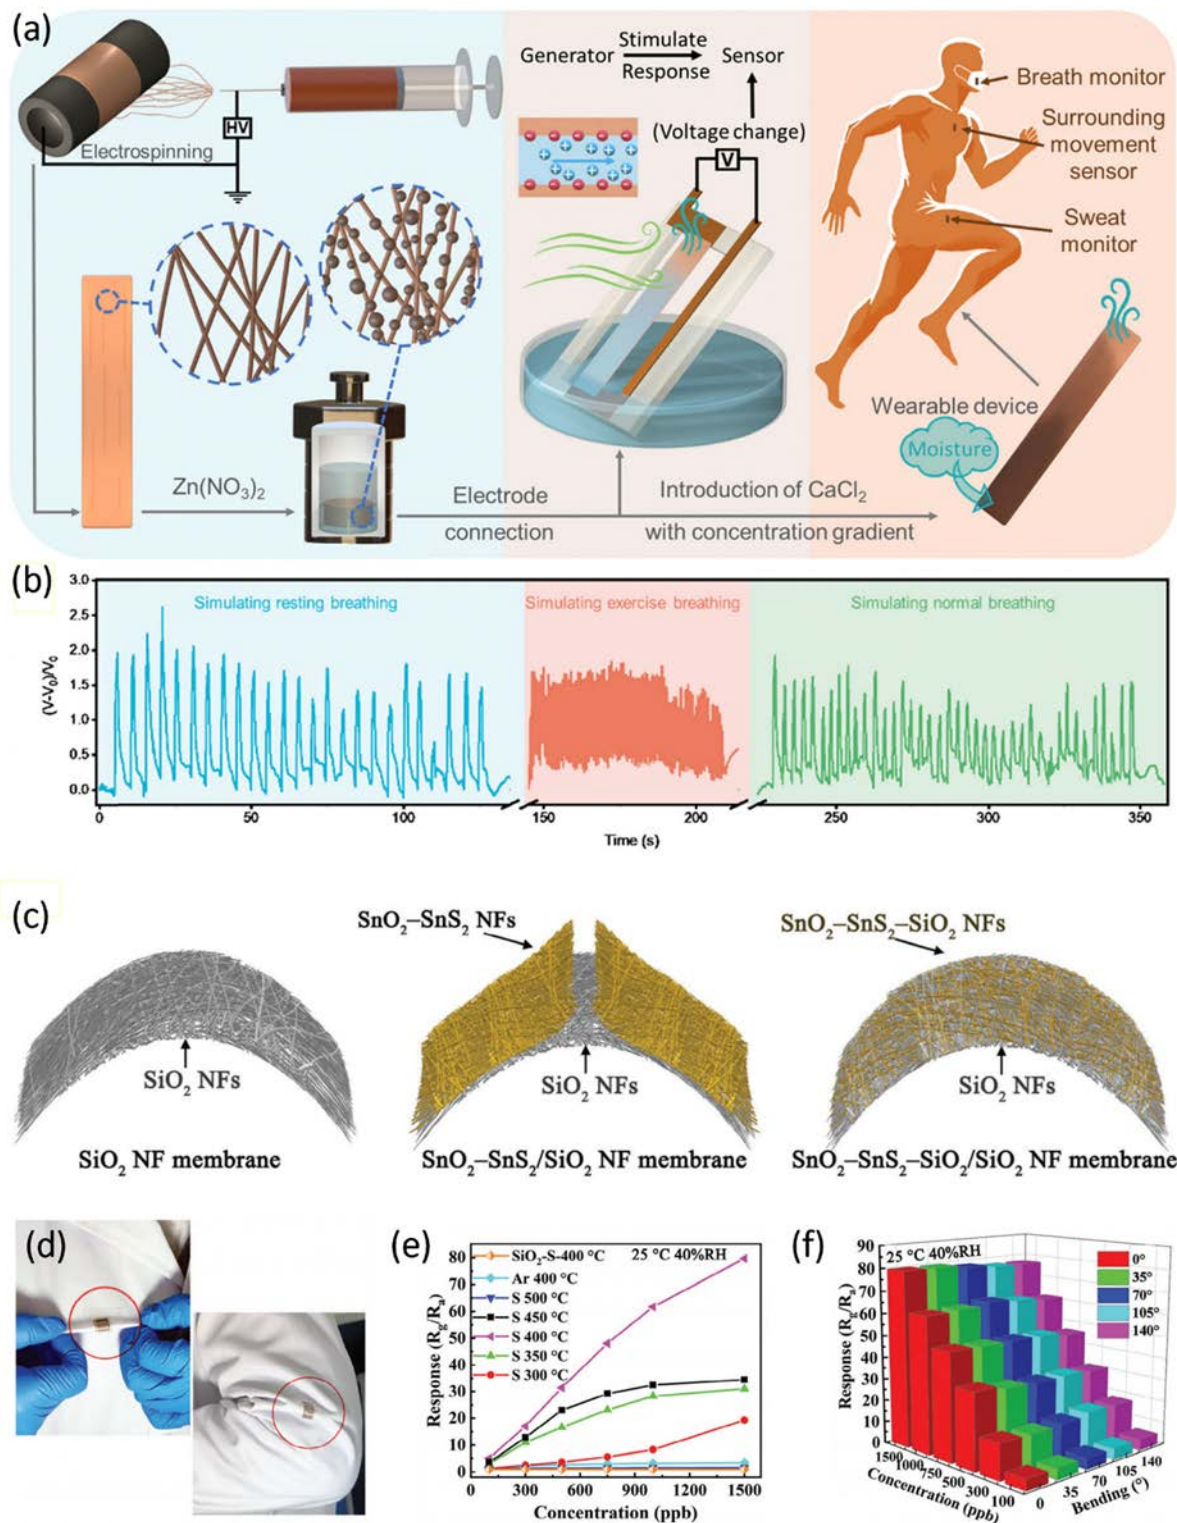 (a)
Generator
Stimulate
Response
Sensor
(Voltage change)
V
HV
Electrospinning
Breath monitor
Surrounding
movement
sensor
Sweat
monitor
Wearable device
Moisture
Zn(NO₃)₂
Electrode
connection
Introduction of CaCl₂
with concentration gradient
(b)
3.0
2.5
2.0
1.5
1.0
0.5
0.0
(V-V₀)/V₀
Simulating resting breathing
Simulating exercise breathing
Simulating normal breathing
0
50
100
150
200
250
300
350
Time (s)
(c)
SnO₂–SnS₂ NFs
SnO₂–SnS₂–SiO₂ NFs
SiO₂ NFs
SiO₂ NFs
SiO₂ NFs
SiO₂ NF membrane
SnO₂–SnS₂/SiO₂ NF membrane
SnO₂–SnS₂–SiO₂/SiO₂ NF membrane
(d)
(e)
80
70
60
50
40
30
20
10
0
Response (Rg/Ra)
SiO₂-S-400 °C
25 °C 40%RH
Ar 400 °C
S 500 °C
S 450 °C
S 400 °C
S 350 °C
S 300 °C
300
600
900
1200
1500
Concentration (ppb)
(f)
90
80
70
60
50
40
30
20
10
0
Response (Rg/Ra)
25 °C 40%RH
0°
35°
70°
105°
140°
1500
1000
750
500
300
100
Concentration (ppb)
0
35
70
105
140
Bending (°)